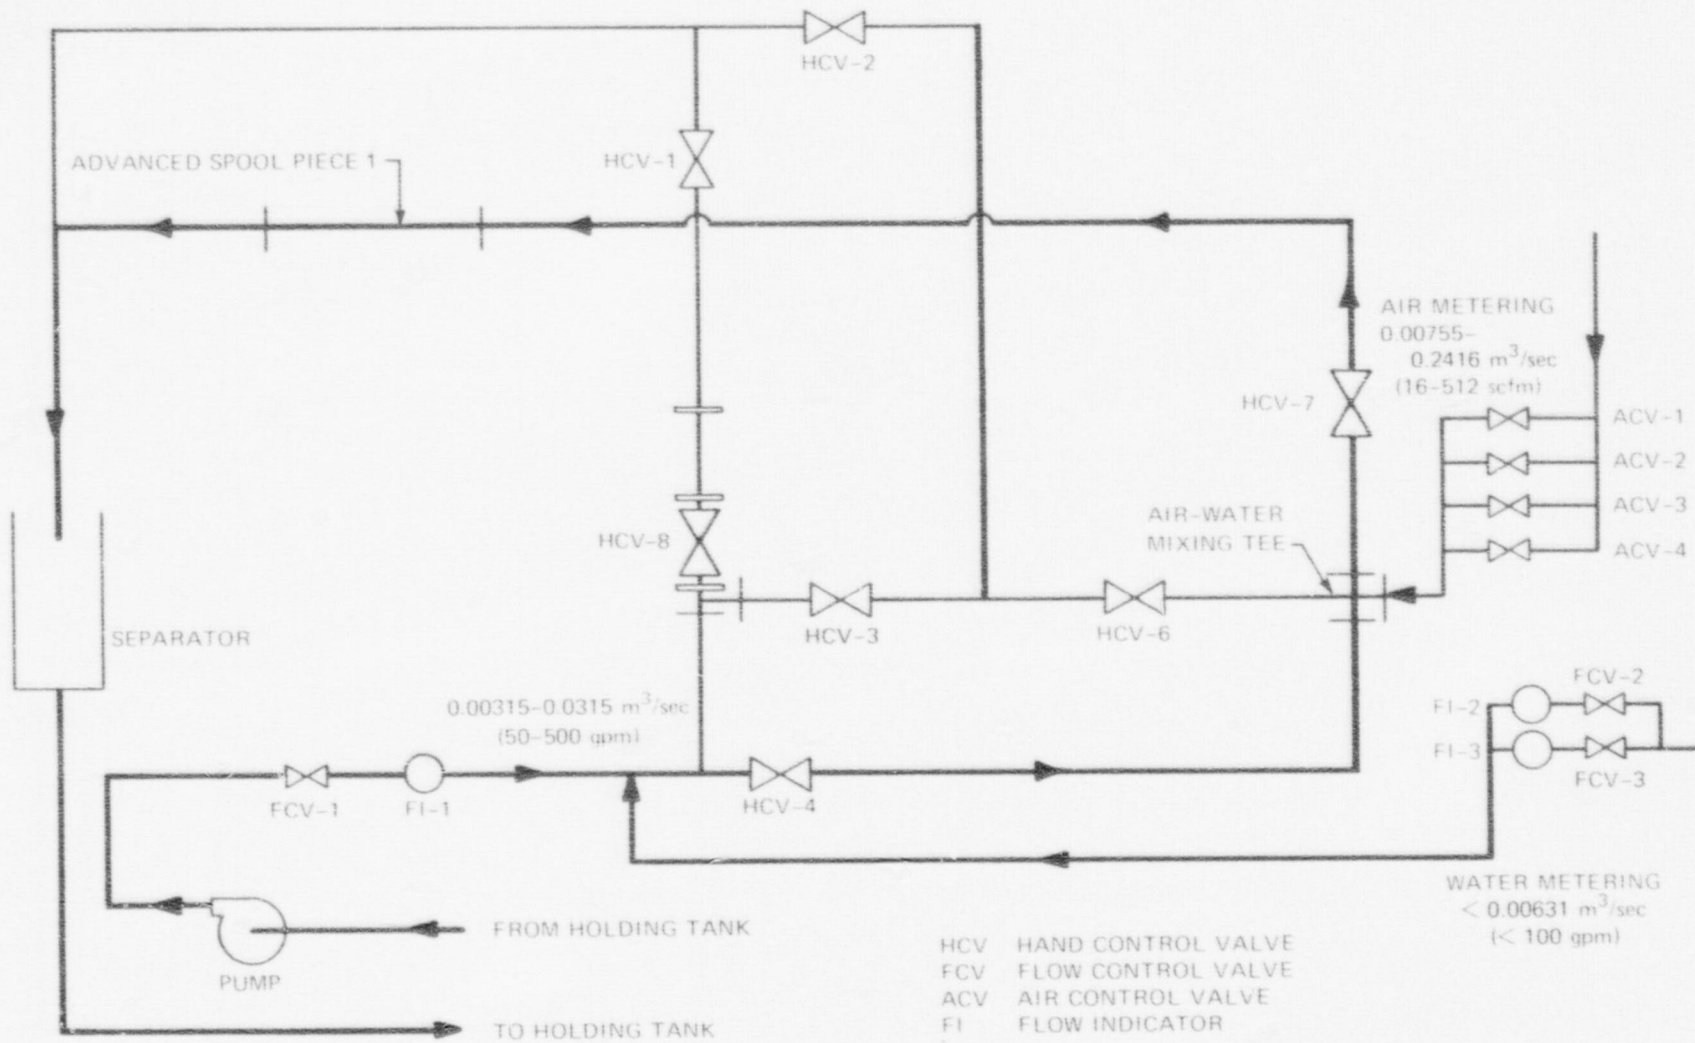 HCV-2
ADVANCED SPOOL PIECE 1
HCV-1
AIR METERING
0.00755-
0.2416 m³/sec
(16-512 scfm)
HCV-7
ACV-1
ACV-2
ACV-3
ACV-4
AIR-WATER
MIXING TEE
HCV-8
SEPARATOR
HCV-3
HCV-6
0.00315-0.0315 m³/sec
(50-500 gpm)
FCV-2
FI-2
FI-3
FCV-3
FCV-1
FI-1
HCV-4
WATER METERING
< 0.00631 m³/sec
(< 100 gpm)
FROM HOLDING TANK
PUMP
TO HOLDING TANK
HCV HAND CONTROL VALVE
FCV FLOW CONTROL VALVE
ACV AIR CONTROL VALVE
FI FLOW INDICATOR